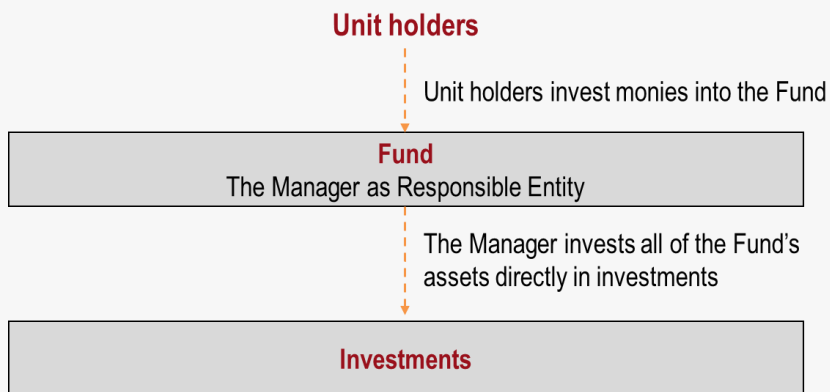 Unit holders
Unit holders invest monies into the Fund
Fund
The Manager as Responsible Entity
The Manager invests all of the Fund's
assets directly in investments
Investments